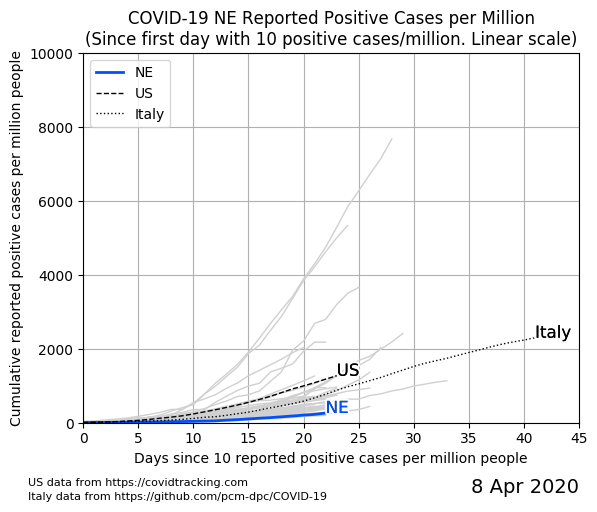 COVID-19 NE Reported Positive Cases per Million
(Since first day with 10 positive cases/million. Linear scale)
Cumulative reported positive cases per million people
10000
8000
6000
4000
2000
0
NE
US
Italy
Italy
US
NE
0 5 10 15 20 25 30 35 40 45
Days since 10 reported positive cases per million people
US data from https://covidtracking.com
Italy data from https://github.com/pcm-dpc/COVID-19
8 Apr 2020